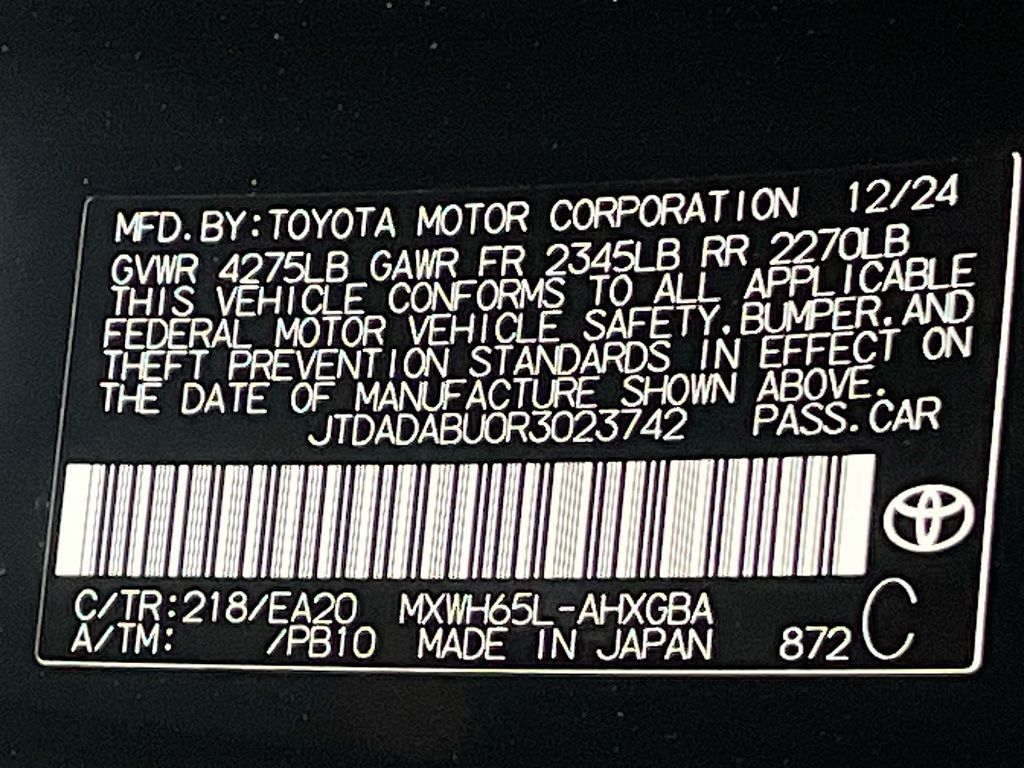 MFD. BY: TOYOTA MOTOR CORPORATION 12/24
GVWR 4275LB GAWR FR 2345LB RR 2270LB
THIS VEHICLE CONFORMS TO ALL APPLICABLE
FEDERAL MOTOR VEHICLE SAFETY, BUMPER, AND
THEFT PREVENTION STANDARDS IN EFFECT ON
THE DATE OF MANUFACTURE SHOWN ABOVE.
JTDADABU0R3023742 PASS. CAR
C/TR:218/EA20 MXWH65L-AHXGBA
A/TM: /PB10 MADE IN JAPAN 872 C